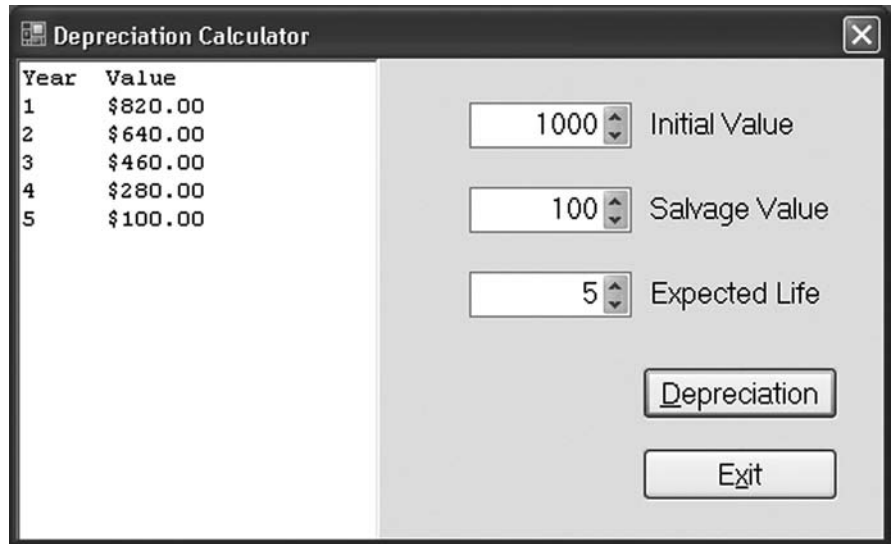 Depreciation Calculator
Year Value
1 $820.00
2 $640.00
3 $460.00
4 $280.00
5 $100.00
1000 Initial Value
100 Salvage Value
5 Expected Life
Depreciation
Exit